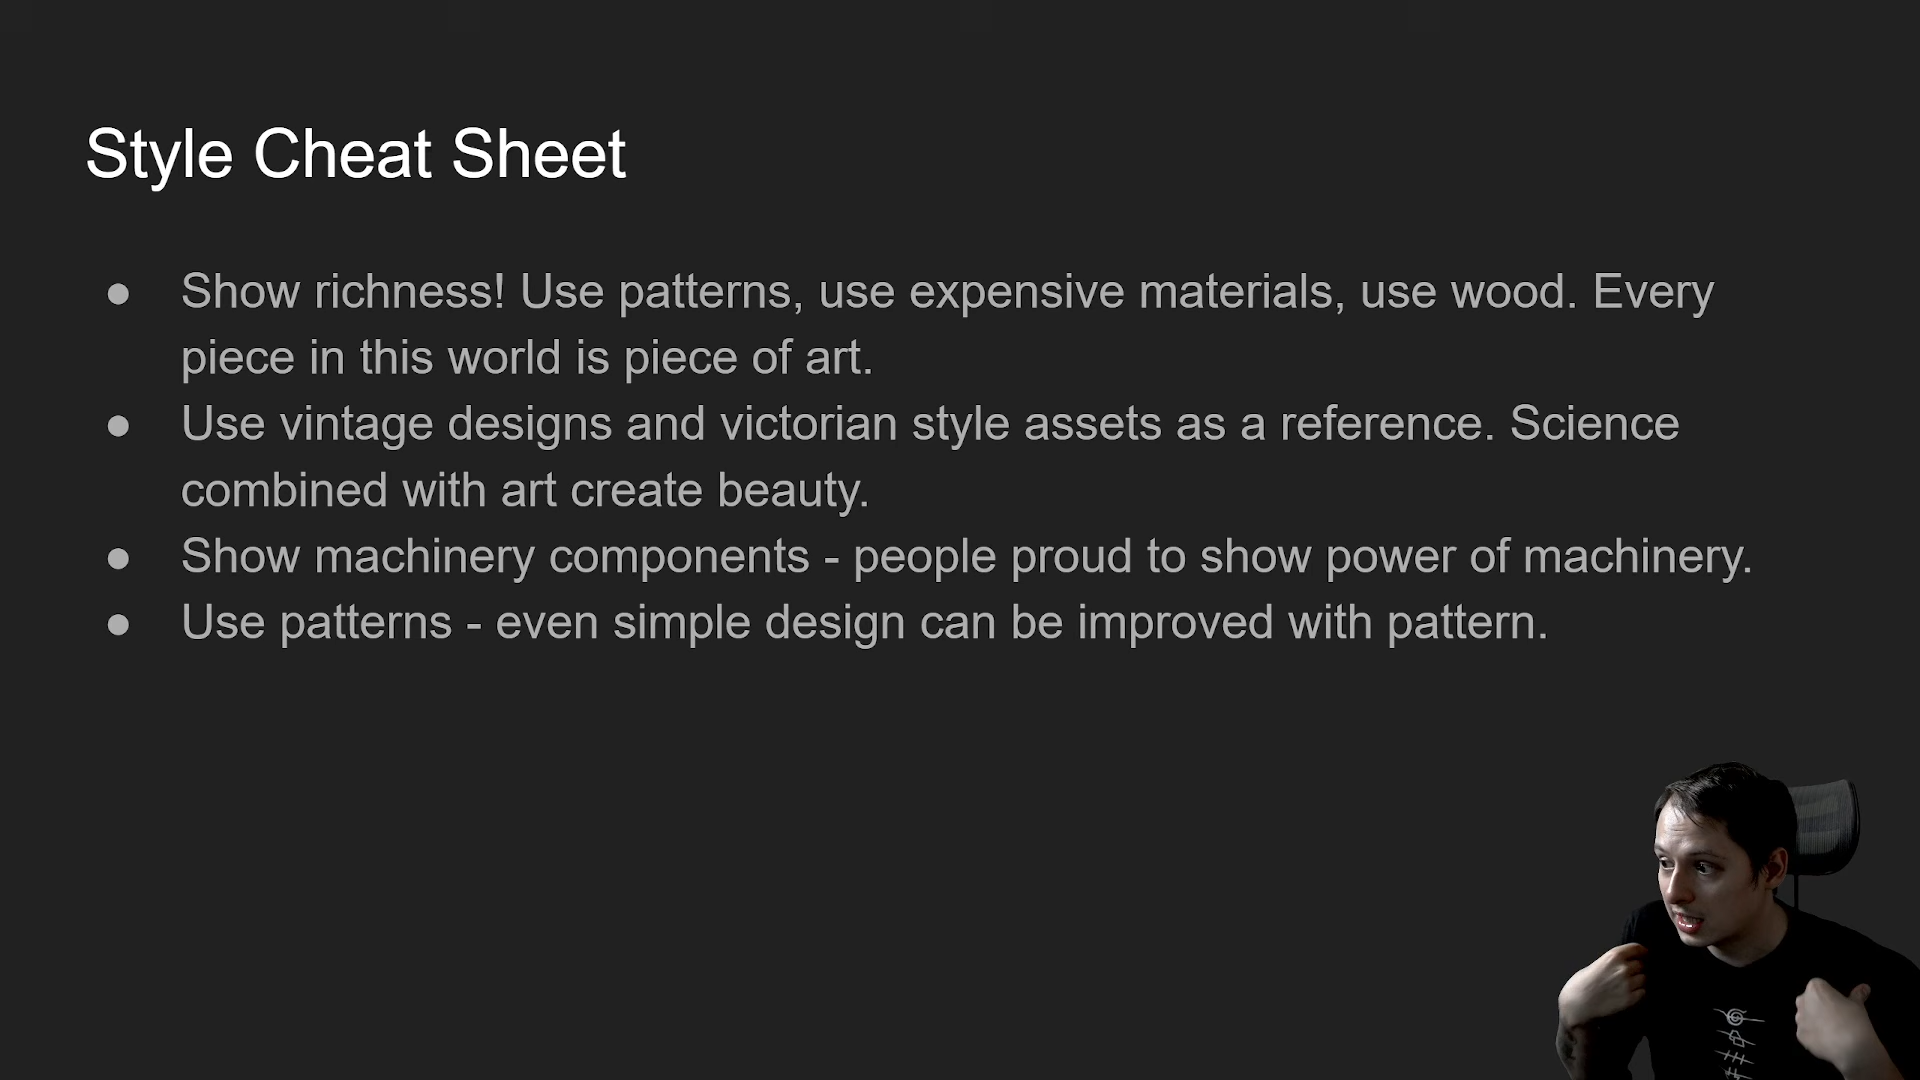 Style Cheat Sheet
● Show richness! Use patterns, use expensive materials, use wood. Every
piece in this world is piece of art.
● Use vintage designs and victorian style assets as a reference. Science
combined with art create beauty.
● Show machinery components - people proud to show power of machinery.
● Use patterns - even simple design can be improved with pattern.